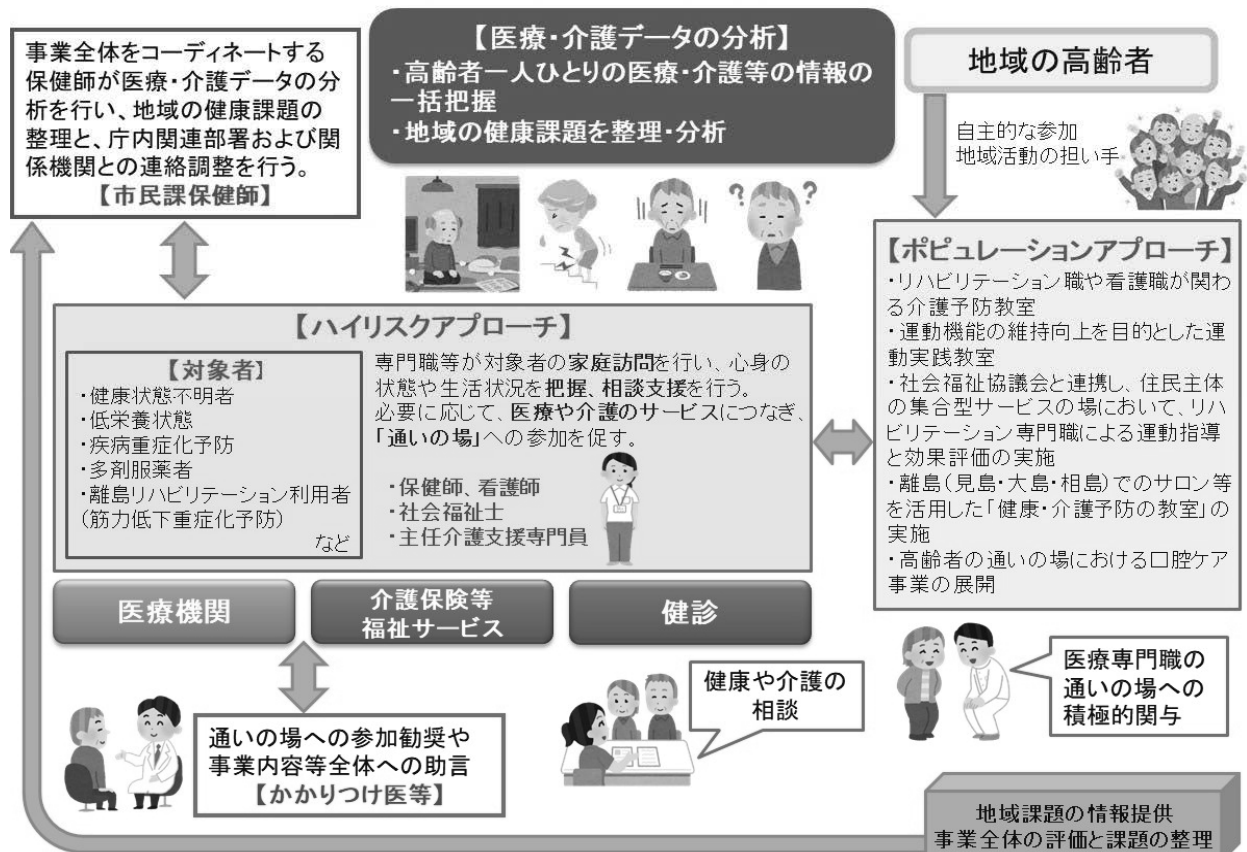 事業全体をコーディネートする
保健師が医療・介護データの分
析を行い、地域の健康課題の
整理と、庁内関連部署および関
係機関との連絡調整を行う。
【市民課保健師】
【医療・介護データの分析】
・高齢者一人ひとりの医療・介護等の情報の
一括把握
・地域の健康課題を整理・分析
地域の高齢者
自主的な参加
地域活動の担い手
？？
？
【ハイリスクアプローチ】
【対象者】
・健康状態不明者
・低栄養状態
・疾病重症化予防
・多剤服薬者
・離島リハビリテーション利用者
(筋力低下重症化予防)
など
専門職等が対象者の家庭訪問を行い、心身の
状態や生活状況を把握、相談支援を行う。
必要に応じて、医療や介護のサービスにつなぎ、
「通いの場」への参加を促す。
・保健師、看護師
・社会福祉士
・主任介護支援専門員
【ポピュレーションアプローチ】
・リハビリテーション職や看護職が関わ
る介護予防教室
・運動機能の維持向上を目的とした運
動実践教室
・社会福祉協議会と連携し、住民主体
の集合型サービスの場において、リハ
ビリテーション専門職による運動指導
と効果評価の実施
・離島(見島・大島・相島)でのサロン等
を活用した「健康・介護予防の教室」の
実施
・高齢者の通いの場における口腔ケア
事業の展開
医療機関
介護保険等
福祉サービス
健診
通いの場への参加勧奨や
事業内容等全体への助言
【かかりつけ医等】
健康や介護の
相談
医療専門職の
通いの場への
積極的関与
地域課題の情報提供
事業全体の評価と課題の整理